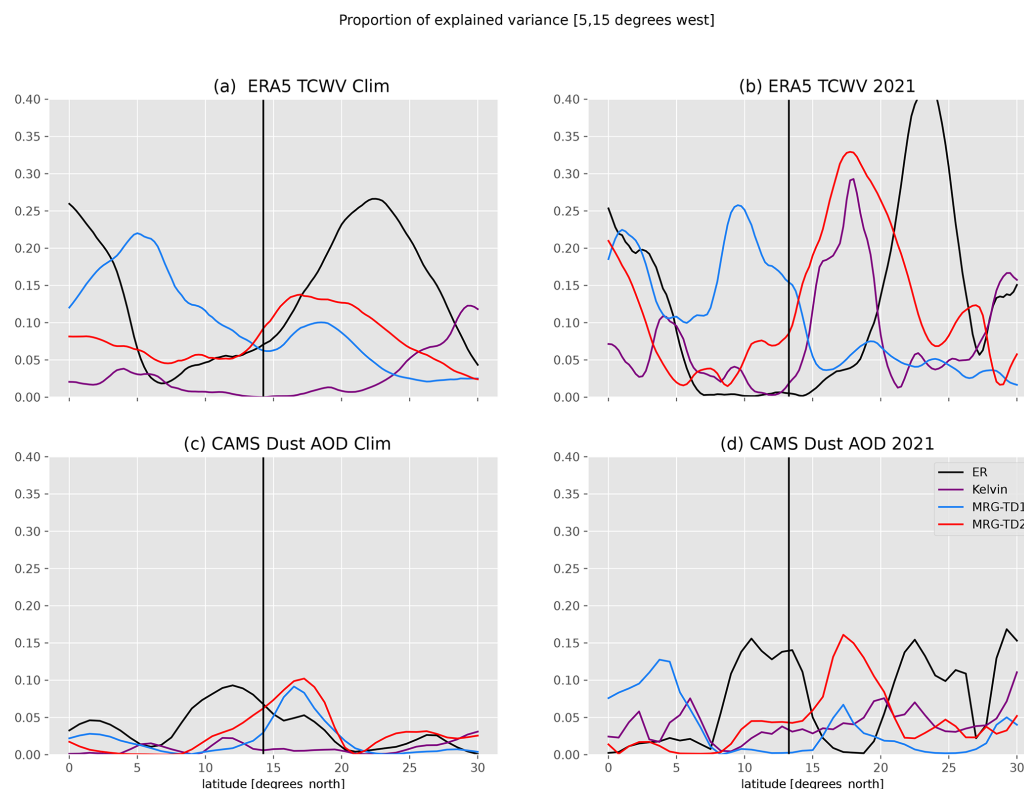 Proportion of explained variance [5,15 degrees west]
(a)  ERA5 TCWV Clim
(b) ERA5 TCWV 2021
0.40
0.35
0.30
0.25
0.20
0.15
0.10
0.05
0.00
0.40
0.35
0.30
0.25
0.20
0.15
0.10
0.05
0.00
(c) CAMS Dust AOD Clim
(d) CAMS Dust AOD 2021
0.40
0.35
0.30
0.25
0.20
0.15
0.10
0.05
0.00
0 5 10 15 20 25 30
latitude [degrees north]
0.40
0.35
0.30
0.25
0.20
0.15
0.10
0.05
0.00
ER
Kelvin
MRG-TD1
MRG-TD2
0 5 10 15 20 25 30
latitude [degrees north]